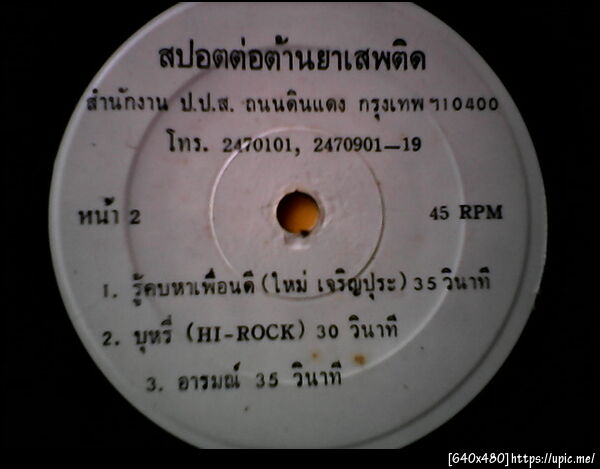 สปอตต่อต้านยาเสพติด
สำนักงาน ป.ป.ส. ถนนดินแดง กรุงเทพฯ10400
โทร. 2470101, 2470901-19
หน้า 2 45 RPM
1. รู้คบหาเพื่อนดี (ใหม่ เจริญปุระ) 35 วินาที
2. บุหรี่ (HI-ROCK) 30 วินาที
3. อารมณ์ 35 วินาที
[640x480]https://upic.me/